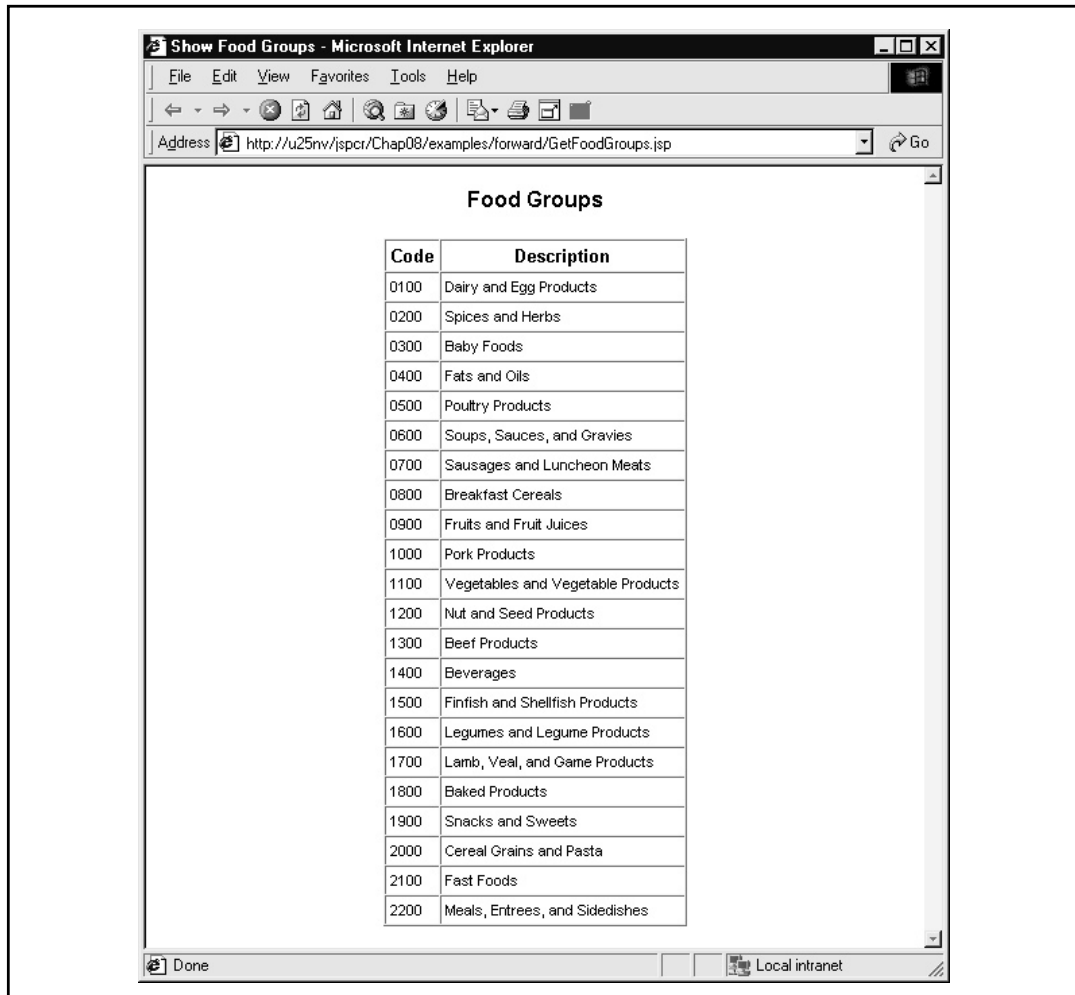 Show Food Groups - Microsoft Internet Explorer
File Edit View Favorites Tools Help
Address http://u25nv/jspcr/Chap08/examples/forward/GetFoodGroups.jsp Go
Food Groups
Code Description
0100 Dairy and Egg Products
0200 Spices and Herbs
0300 Baby Foods
0400 Fats and Oils
0500 Poultry Products
0600 Soups, Sauces, and Gravies
0700 Sausages and Luncheon Meats
0800 Breakfast Cereals
0900 Fruits and Fruit Juices
1000 Pork Products
1100 Vegetables and Vegetable Products
1200 Nut and Seed Products
1300 Beef Products
1400 Beverages
1500 Finfish and Shellfish Products
1600 Legumes and Legume Products
1700 Lamb, Veal, and Game Products
1800 Baked Products
1900 Snacks and Sweets
2000 Cereal Grains and Pasta
2100 Fast Foods
2200 Meals, Entrees, and Sidedishes
Done Local intranet